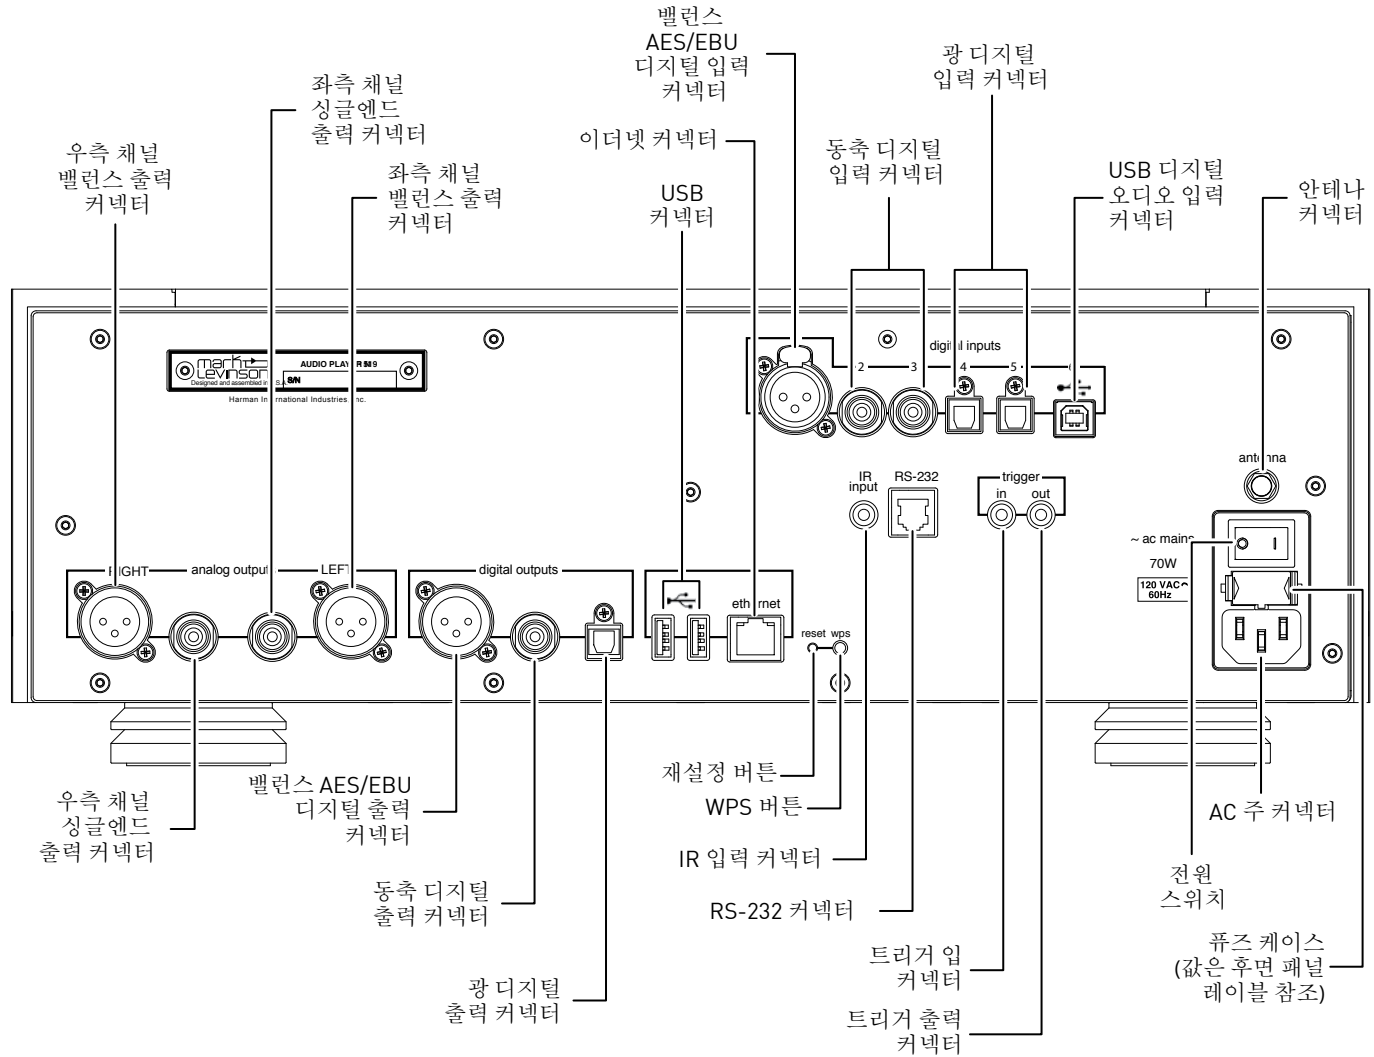 밸런스
AES/EBU
디지털 입력
커넥터
광 디지털
입력 커넥터
좌측 채널
싱글엔드
출력 커넥터
이더넷 커넥터
동축 디지털
입력 커넥터
우측 채널
밸런스 출력
커넥터
좌측 채널
밸런스 출력
커넥터
USB
커넥터
USB 디지털
오디오 입력
커넥터
안테나
커넥터
mark
LEVINSON
AUDIO PLAYER
S/N
Designed and assembled in
Harman International Industries Inc.
digital inputs
2
3
4
5
antenna
IR
input
RS-232
trigger
in
out
~ ac mains
70W
120 VAC~
60Hz
RIGHT
analog outputs
LEFT
digital outputs
ethernet
reset
wps
재설정 버튼
WPS 버튼
IR 입력 커넥터
RS-232 커넥터
트리거 입
커넥터
트리거 출력
커넥터
우측 채널
싱글엔드
출력 커넥터
밸런스 AES/EBU
디지털 출력
커넥터
동축 디지털
출력 커넥터
광 디지털
출력 커넥터
AC 주 커넥터
전원
스위치
퓨즈 케이스
(값은 후면 패널
레이블 참조)